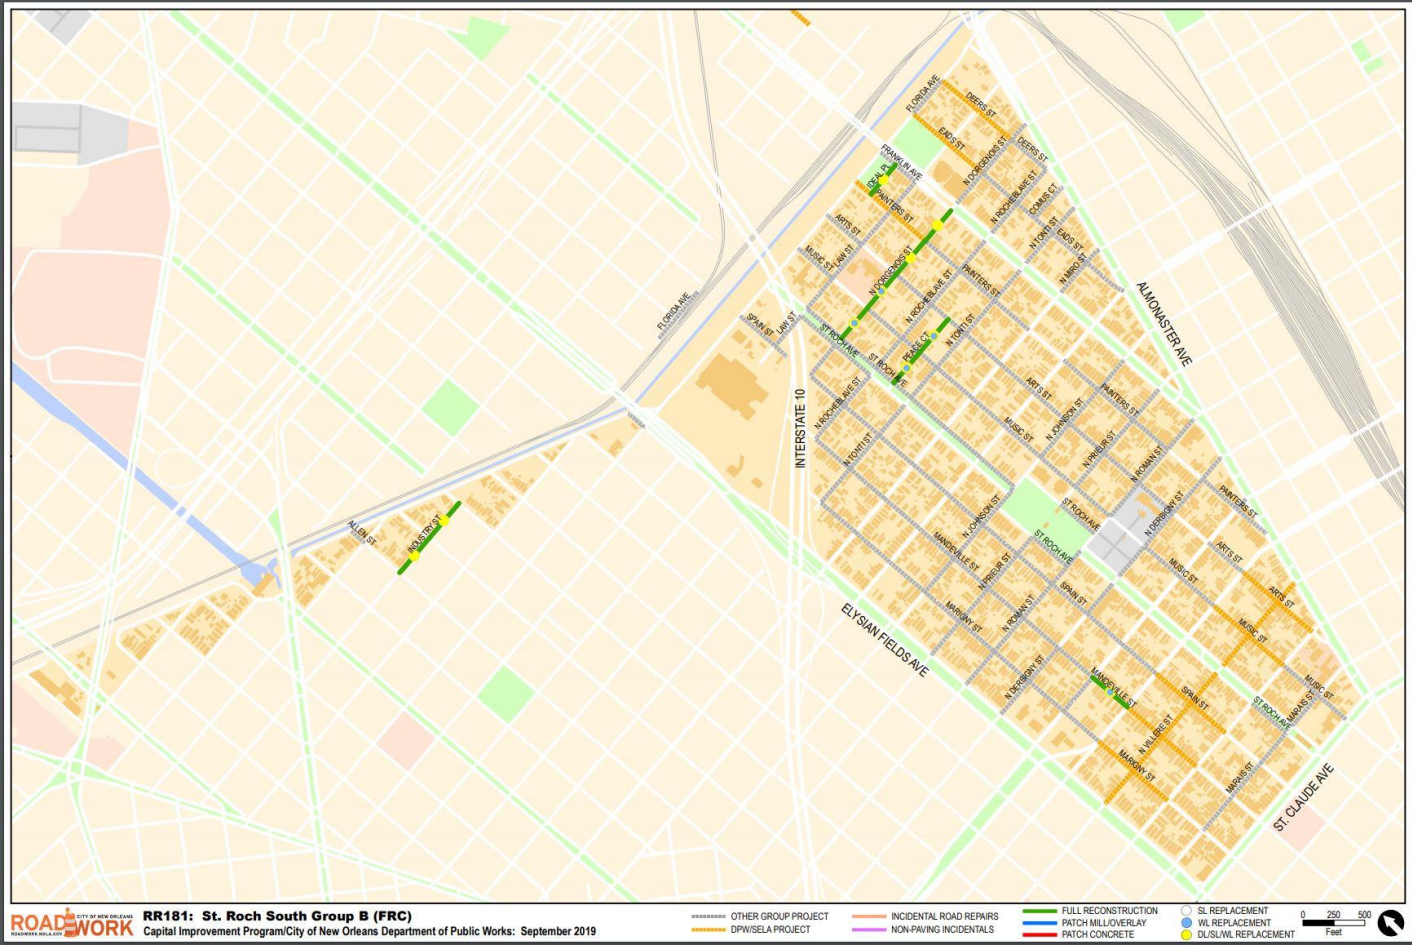 FLORIDA AVE
DEERS ST
EADS ST
DEERS ST
FRANKLIN AVE
N DORGENOIS ST
IDEAL PL
N ROCHEBLAVE ST
COMUS CT
PAINTERS ST
ARTS ST
N TONTI ST
EADS ST
MUSIC ST
LAW ST
N MIRO ST
N DORGENOIS ST
PAINTERS ST
ALMONASTER AVE
FLORIDA AVE
N ROCHEBLAVE ST
SPAIN ST
LAW ST
ST ROCH AVE
PEACE CT
N TONTI ST
ST ROCH AVE
INTERSTATE 10
N ROCHEBLAVE ST
ARTS ST
PAINTERS ST
MUSIC ST
N JOHNSON ST
N TONTI ST
N PRIEUR ST
N ROMAN ST
PAINTERS ST
ST ROCH AVE
N DERBIGNY ST
ALLEN ST
INDUSTRY ST
N JOHNSON ST
MANDEVILLE ST
ST ROCH AVE
ARTS ST
MUSIC ST
N PRIEUR ST
SPAIN ST
ARTS ST
MARIGNY ST
N ROMAN ST
MUSIC ST
ELYSIAN FIELDS AVE
N DERBIGNY ST
MANDEVILLE ST
SPAIN ST
MUSIC ST
ST ROCH AVE
MARAIS ST
N VILLERE ST
MARIGNY ST
MARAIS ST
ST. CLAUDE AVE
ROADWORK
CITY OF NEW ORLEANS
ROADWORK.NOLA.GOV
RR181: St. Roch South Group B (FRC)
Capital Improvement Program/City of New Orleans Department of Public Works: September 2019
OTHER GROUP PROJECT
DPW/SELA PROJECT
INCIDENTAL ROAD REPAIRS
NON-PAVING INCIDENTALS
FULL RECONSTRUCTION
PATCH MILL/OVERLAY
PATCH CONCRETE
SL REPLACEMENT
WL REPLACEMENT
DL/SL/WL REPLACEMENT
0 250 500
Feet